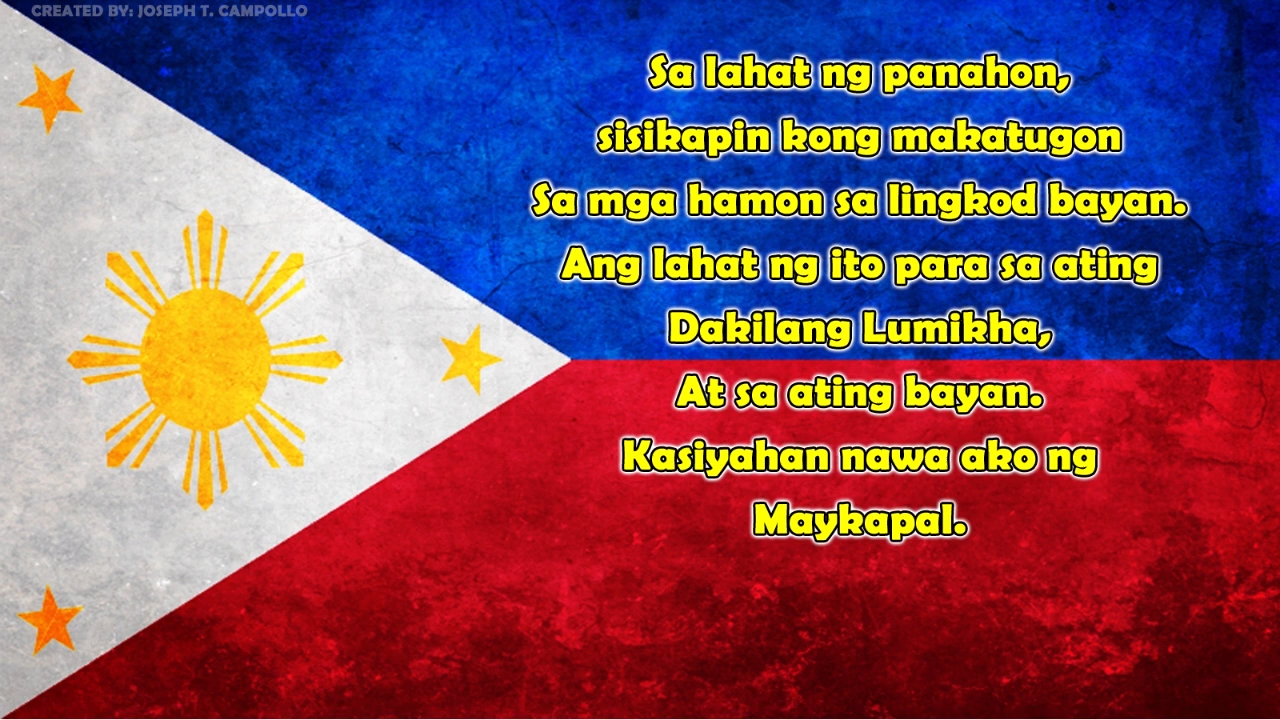 CREATED BY: JOSEPH T. CAMPOLLO
Sa lahat ng panahon,
sisikapin kong makatugon
Sa mga hamon sa lingkod bayan.
Ang lahat ng ito para sa ating
Dakilang Lumikha,
At sa ating bayan.
Kasiyahan nawa ako ng
Maykapal.